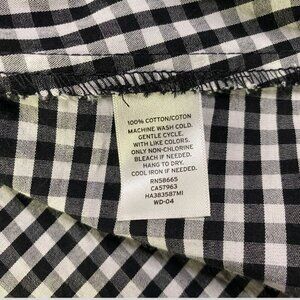 100% COTTON/COTON
MACHINE WASH COLD.
GENTLE CYCLE.
WITH LIKE COLORS.
ONLY NON-CHLORINE
BLEACH IF NEEDED.
HANG TO DRY.
COOL IRON IF NEEDED.
RN58665
CA57963
HA383587MI
WD-04